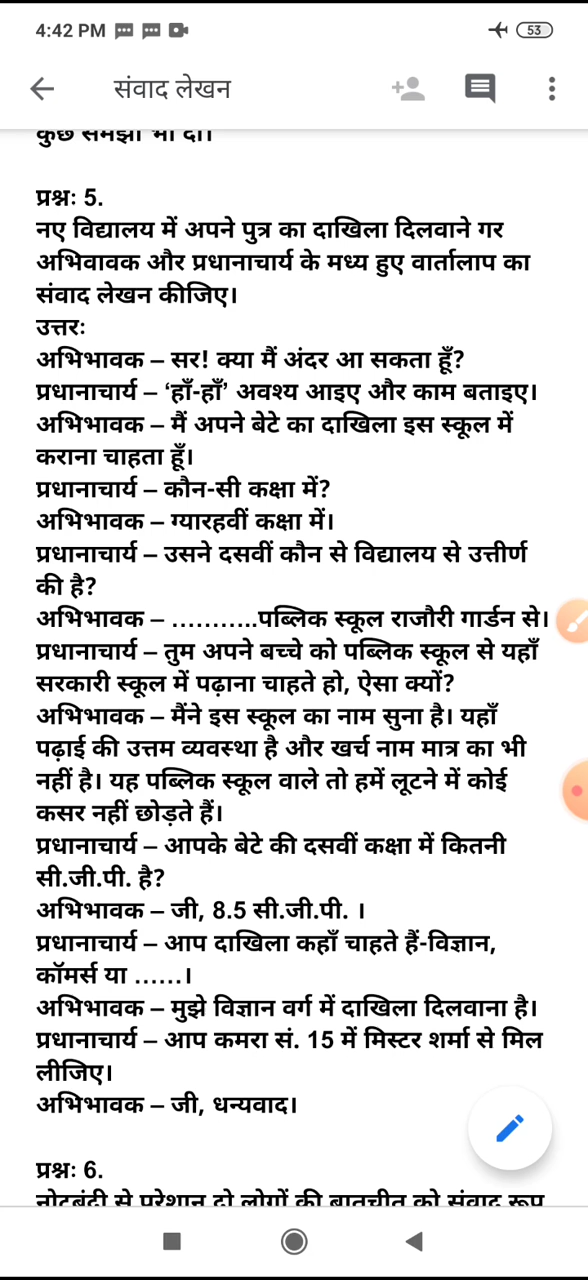 4:42 PM
53
संवाद लेखन
कुछ समझा भी दो।
प्रश्नः 5.
नए विद्यालय में अपने पुत्र का दाखिला दिलवाने गर
अभिवावक और प्रधानाचार्य के मध्य हुए वार्तालाप का
संवाद लेखन कीजिए।
उत्तरः
अभिभावक – सर! क्या मैं अंदर आ सकता हूँ?
प्रधानाचार्य – ‘हाँ-हाँ’ अवश्य आइए और काम बताइए।
अभिभावक – मैं अपने बेटे का दाखिला इस स्कूल में
कराना चाहता हूँ।
प्रधानाचार्य – कौन-सी कक्षा में?
अभिभावक – ग्यारहवीं कक्षा में।
प्रधानाचार्य – उसने दसवीं कौन से विद्यालय से उत्तीर्ण
की है?
अभिभावक – ………..पब्लिक स्कूल राजौरी गार्डन से।
प्रधानाचार्य – तुम अपने बच्चे को पब्लिक स्कूल से यहाँ
सरकारी स्कूल में पढ़ाना चाहते हो, ऐसा क्यों?
अभिभावक – मैंने इस स्कूल का नाम सुना है। यहाँ
पढ़ाई की उत्तम व्यवस्था है और खर्च नाम मात्र का भी
नहीं है। यह पब्लिक स्कूल वाले तो हमें लूटने में कोई
कसर नहीं छोड़ते हैं।
प्रधानाचार्य – आपके बेटे की दसवीं कक्षा में कितनी
सी.जी.पी. है?
अभिभावक – जी, 8.5 सी.जी.पी. ।
प्रधानाचार्य – आप दाखिला कहाँ चाहते हैं-विज्ञान,
कॉमर्स या ……।
अभिभावक – मुझे विज्ञान वर्ग में दाखिला दिलवाना है।
प्रधानाचार्य – आप कमरा सं. 15 में मिस्टर शर्मा से मिल
लीजिए।
अभिभावक – जी, धन्यवाद।
प्रश्नः 6.
नोटबंदी से परेशान दो लोगों की बातचीत को संवाद रूप